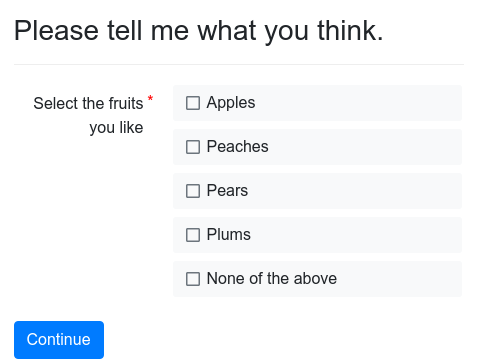 Please tell me what you think.
Select the fruits *
you like
Apples
Peaches
Pears
Plums
None of the above
Continue